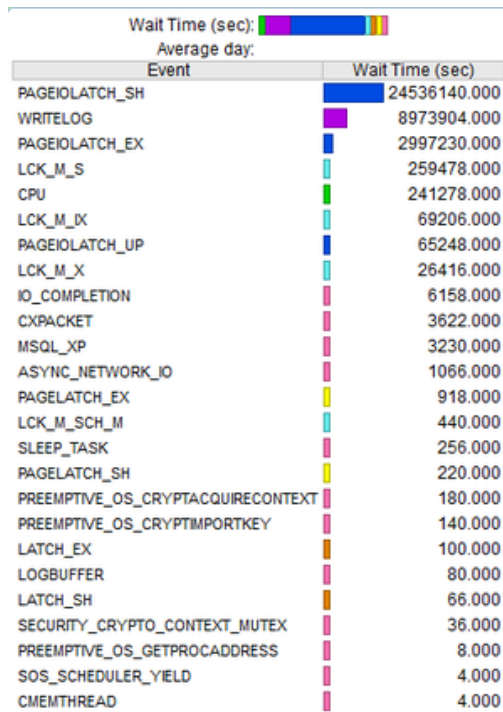 Wait Time (sec):
Average day:
Event Wait Time (sec)
PAGEIOLATCH_SH 24536140.000
WRITELOG 8973904.000
PAGEIOLATCH_EX 2997230.000
LCK_M_S 259478.000
CPU 241278.000
LCK_M_IX 69206.000
PAGEIOLATCH_UP 65248.000
LCK_M_X 26416.000
IO_COMPLETION 6158.000
CXPACKET 3622.000
MSQL_XP 3230.000
ASYNC_NETWORK_IO 1066.000
PAGELATCH_EX 918.000
LCK_M_SCH_M 440.000
SLEEP_TASK 256.000
PAGELATCH_SH 220.000
PREEMPTIVE_OS_CRYPTACQUIRECONTEXT 180.000
PREEMPTIVE_OS_CRYPTIMPORTKEY 140.000
LATCH_EX 100.000
LOGBUFFER 80.000
LATCH_SH 66.000
SECURITY_CRYPTO_CONTEXT_MUTEX 36.000
PREEMPTIVE_OS_GETPROCADDRESS 8.000
SOS_SCHEDULER_YIELD 4.000
CMEMTHREAD 4.000